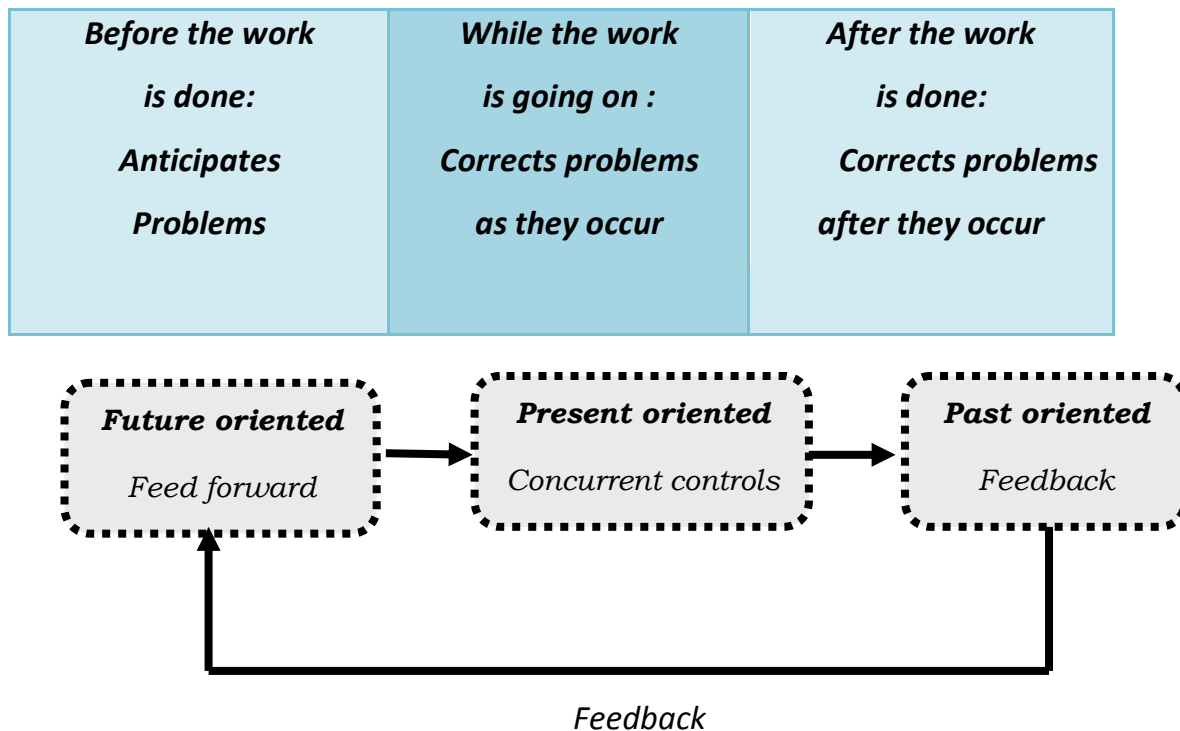 Before the work
is done:
Anticipates
Problems
While the work
is going on :
Corrects problems
as they occur
After the work
is done:
Corrects problems
after they occur
Future oriented
Feed forward
Present oriented
Concurrent controls
Past oriented
Feedback
Feedback